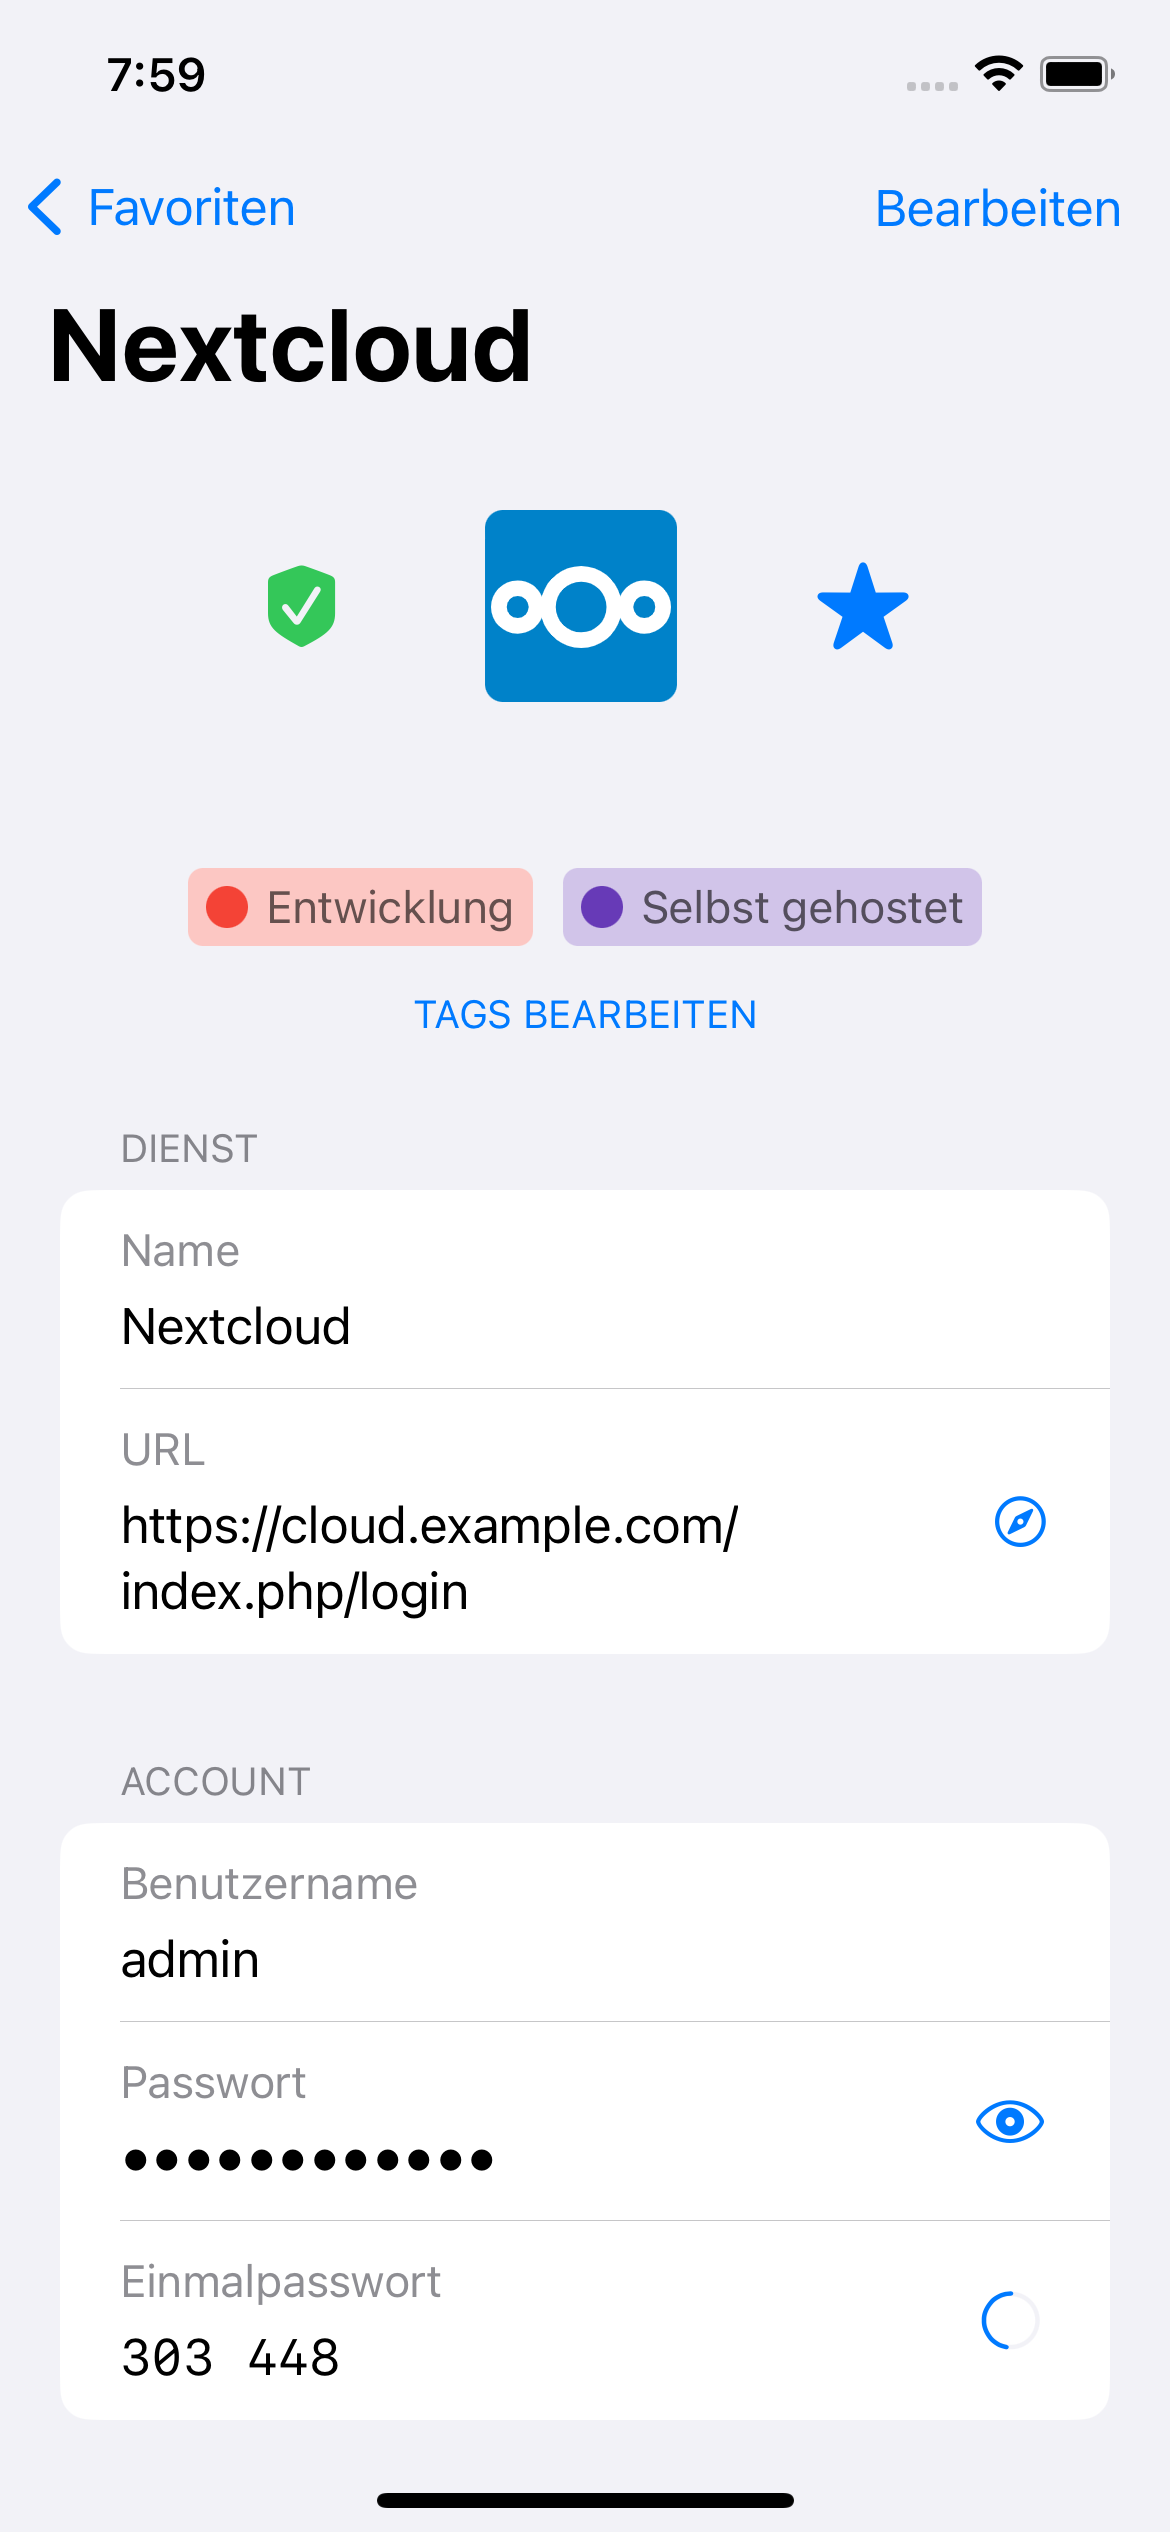 7:59
Favoriten
Bearbeiten
Nextcloud
Entwicklung
Selbst gehostet
TAGS BEARBEITEN
DIENST
Name
Nextcloud
URL
https://cloud.example.com/
index.php/login
ACCOUNT
Benutzername
admin
Passwort
••••••••••••
Einmalpasswort
303 448